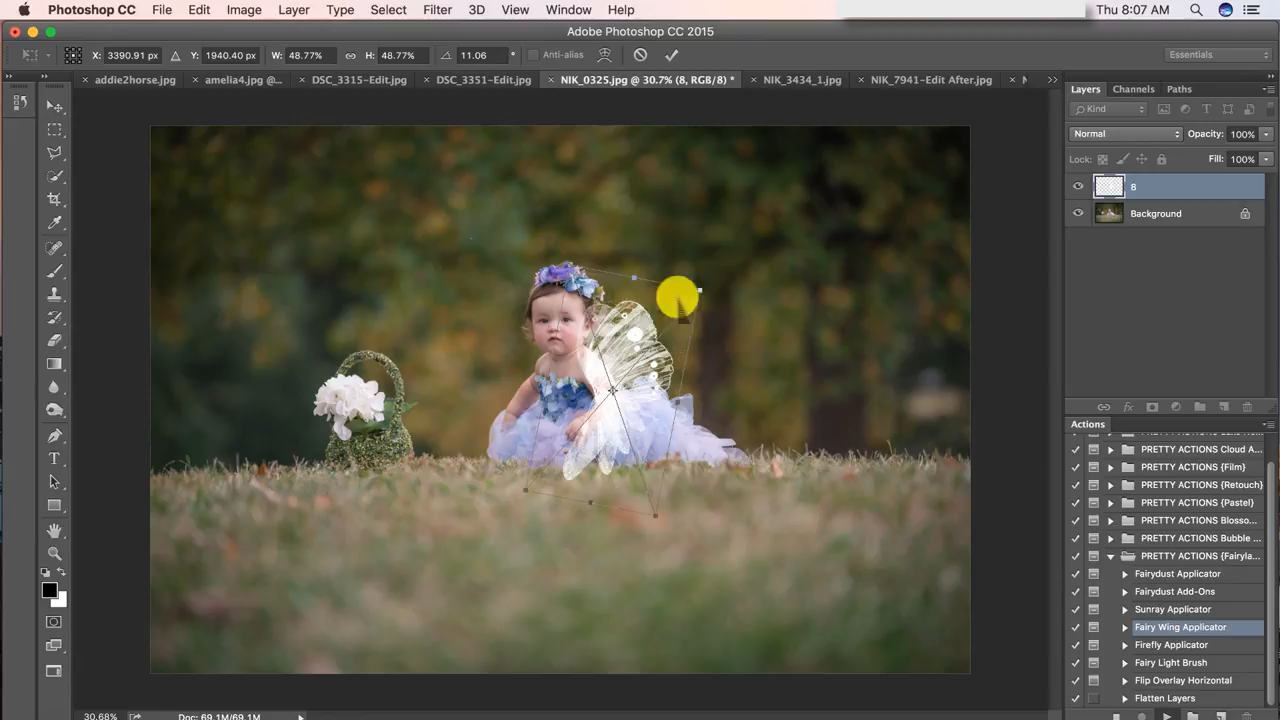 Photoshop CC File Edit Image Layer Type Select Filter 3D View Window Help Thu 8:07 AM
Adobe Photoshop CC 2015
X: 3390.91 px Y: 1940.40 px W: 48.77% H: 48.77% 11.06 ° Anti-alias Essentials
addie2horse.jpg amelia4.jpg @... DSC_3315-Edit.jpg DSC_3351-Edit.jpg NIK_0325.jpg @ 30.7% (8, RGB/8) * NIK_3434_1.jpg NIK_7941-Edit After.jpg
Layers Channels Paths
Kind
Normal Opacity: 100%
Lock: Fill: 100%
8
Background
Actions
PRETTY ACTIONS Cloud A...
PRETTY ACTIONS {Film}
PRETTY ACTIONS {Retouch}
PRETTY ACTIONS {Pastel}
PRETTY ACTIONS Blosso...
PRETTY ACTIONS Bubble ...
PRETTY ACTIONS {Fairyla...
Fairydust Applicator
Fairydust Add-Ons
Sunray Applicator
Fairy Wing Applicator
Firefly Applicator
Fairy Light Brush
Flip Overlay Horizontal
Flatten Layers
30.68% Doc: 69.1M/69.1M